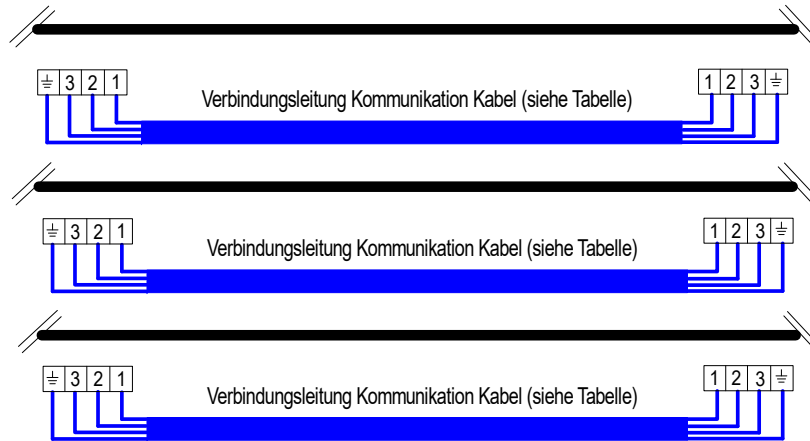 ⏚ 3 2 1 Verbindungsleitung Kommunikation Kabel (siehe Tabelle) 1 2 3 ⏚
⏚ 3 2 1 Verbindungsleitung Kommunikation Kabel (siehe Tabelle) 1 2 3 ⏚
⏚ 3 2 1 Verbindungsleitung Kommunikation Kabel (siehe Tabelle) 1 2 3 ⏚